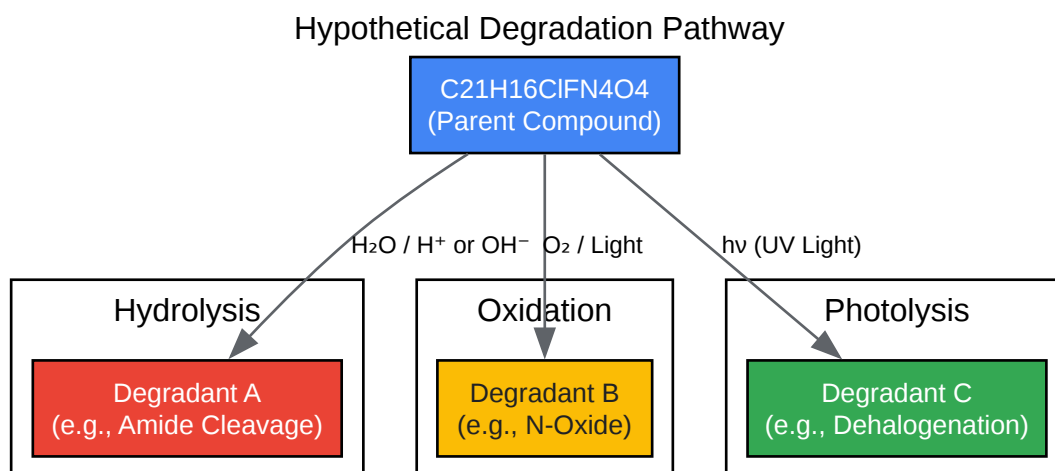 Hypothetical Degradation Pathway
C21H16ClFN4O4
(Parent Compound)
H₂O / H⁺ or OH⁻
O₂ / Light
hν (UV Light)
Hydrolysis
Oxidation
Photolysis
Degradant A
(e.g., Amide Cleavage)
Degradant B
(e.g., N-Oxide)
Degradant C
(e.g., Dehalogenation)